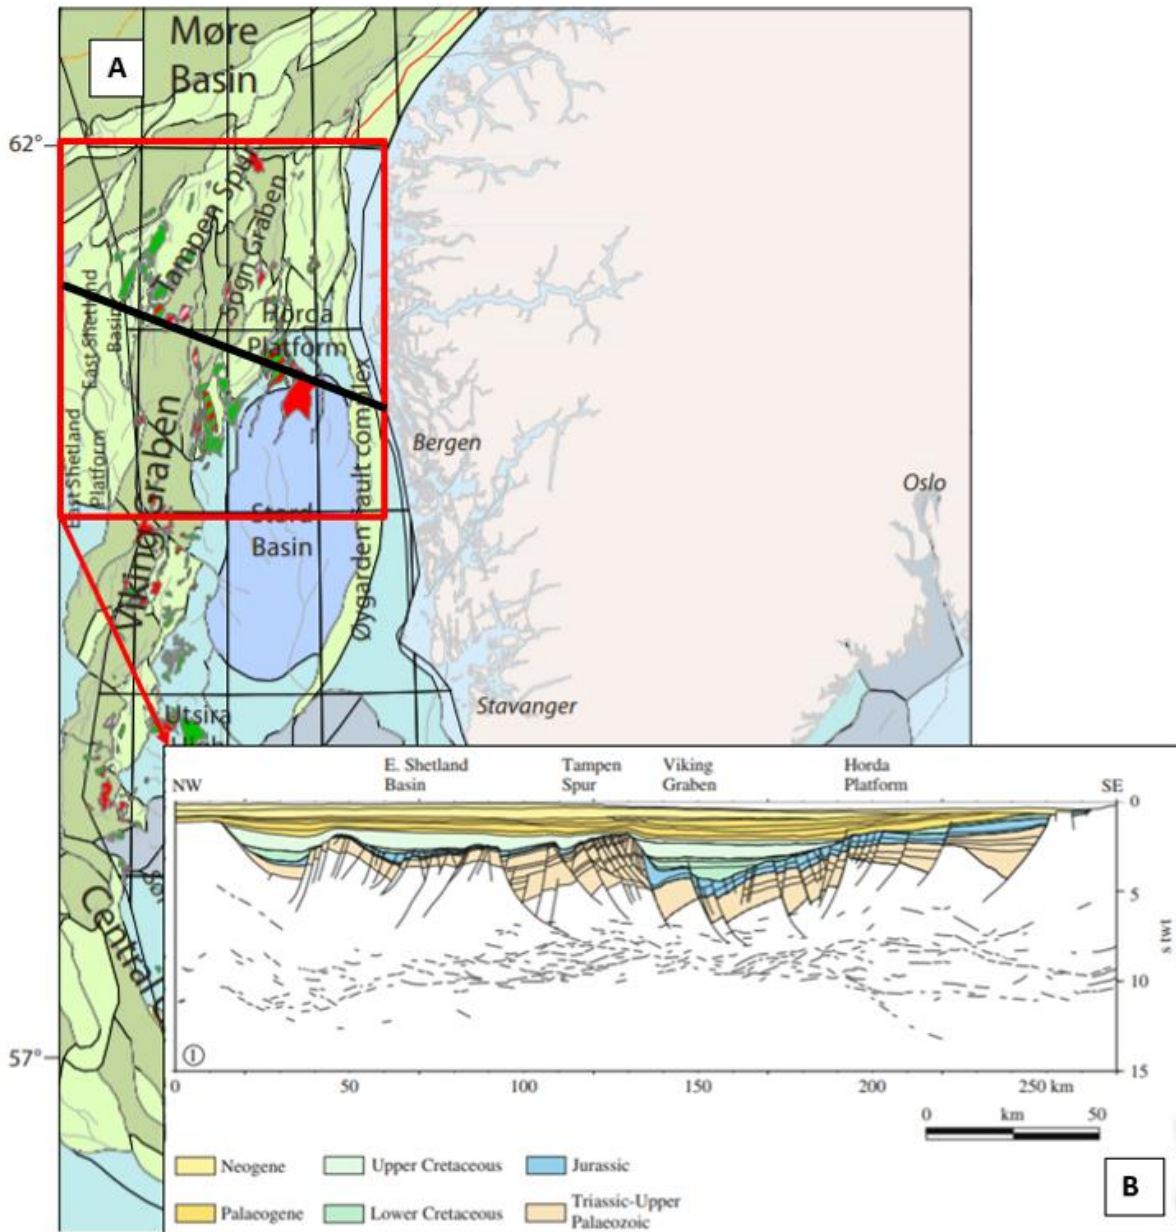 Møre
Basin
A
62°
Tampen Spur
Sogn Graben
Horda
Platform
East Shetland
Basin
East Shetland
Platform
Viking Graben
Øygarden Fault complex
Bergen
Oslo
Stord
Basin
Stavanger
Utsira
High
Central
57°
NW
E. Shetland
Basin
Tampen
Spur
Viking
Graben
Horda
Platform
SE
0
5
10
15
s twt
1
0
50
100
150
200
250 km
0
km
50
Neogene
Upper Cretaceous
Jurassic
Palaeogene
Lower Cretaceous
Triassic-Upper
Palaeozoic
B